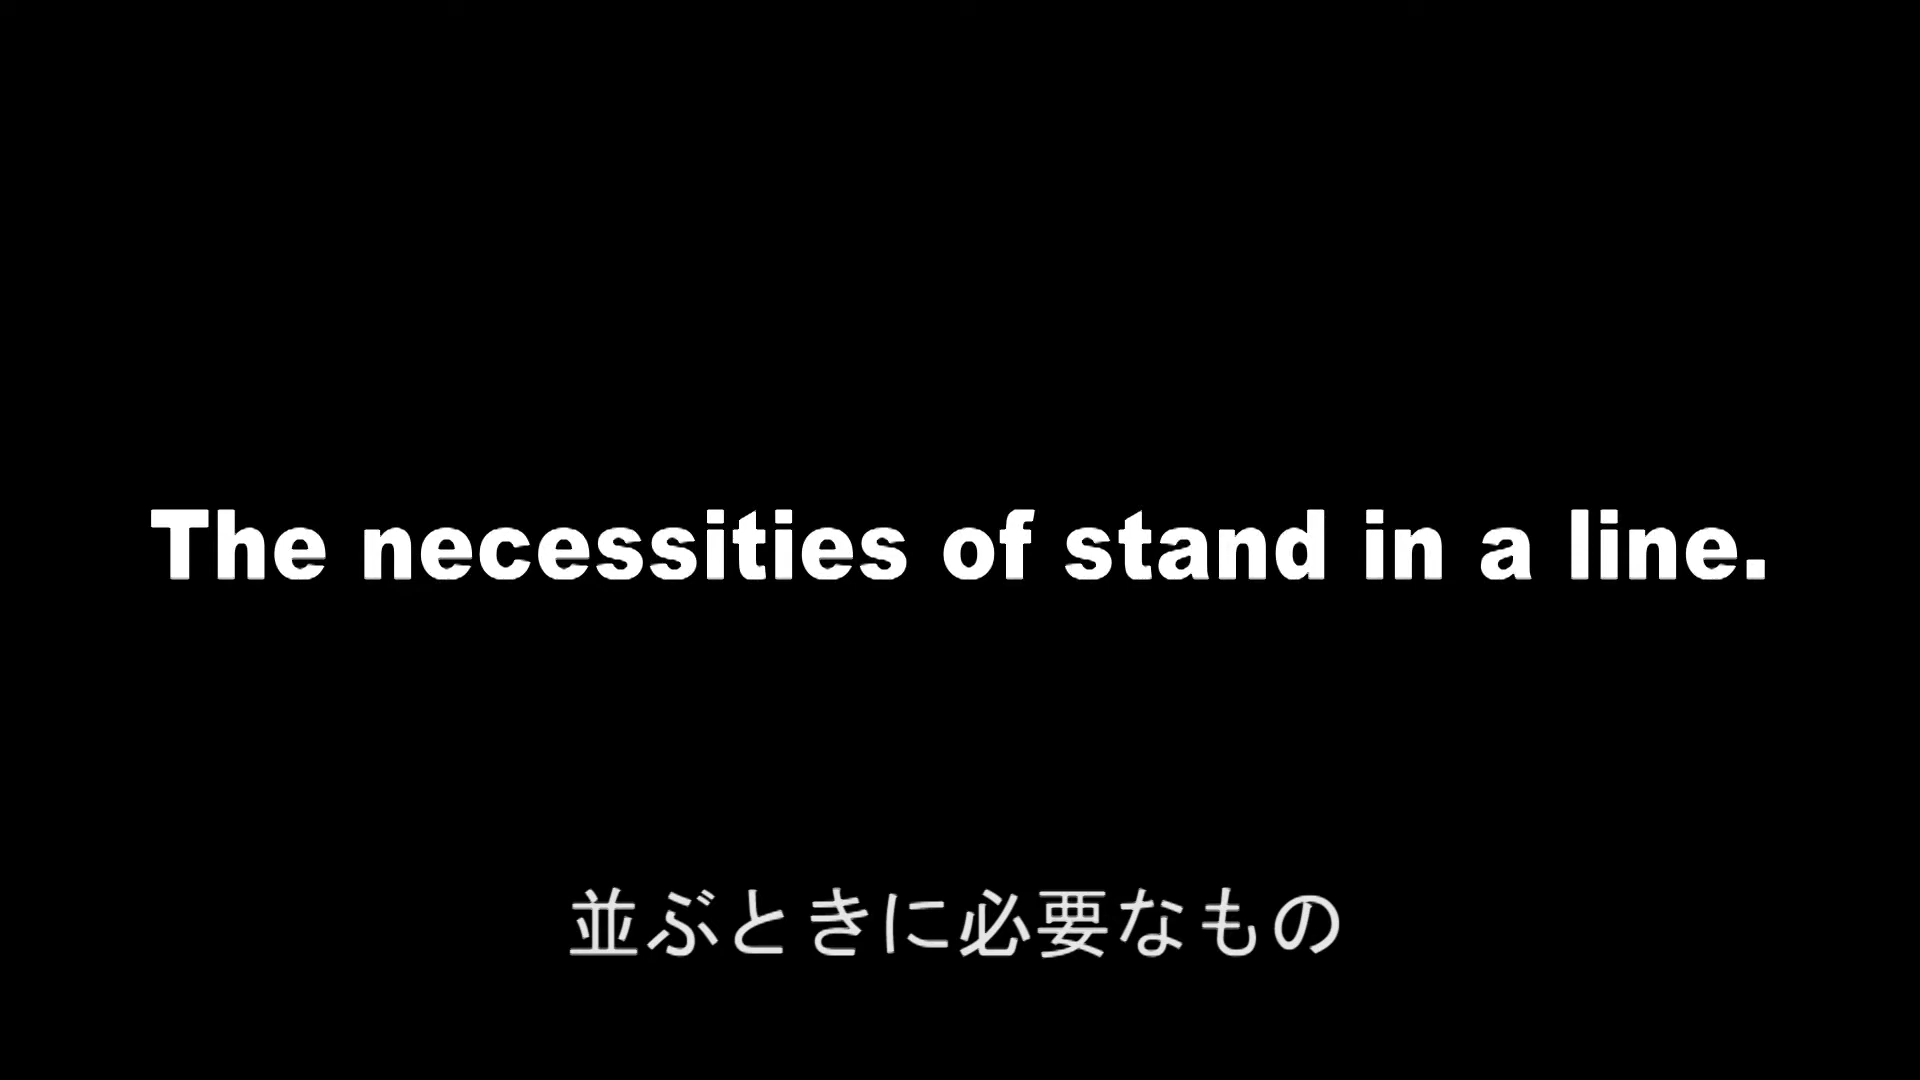 The necessities of stand in a line.
並ぶときに必要なもの